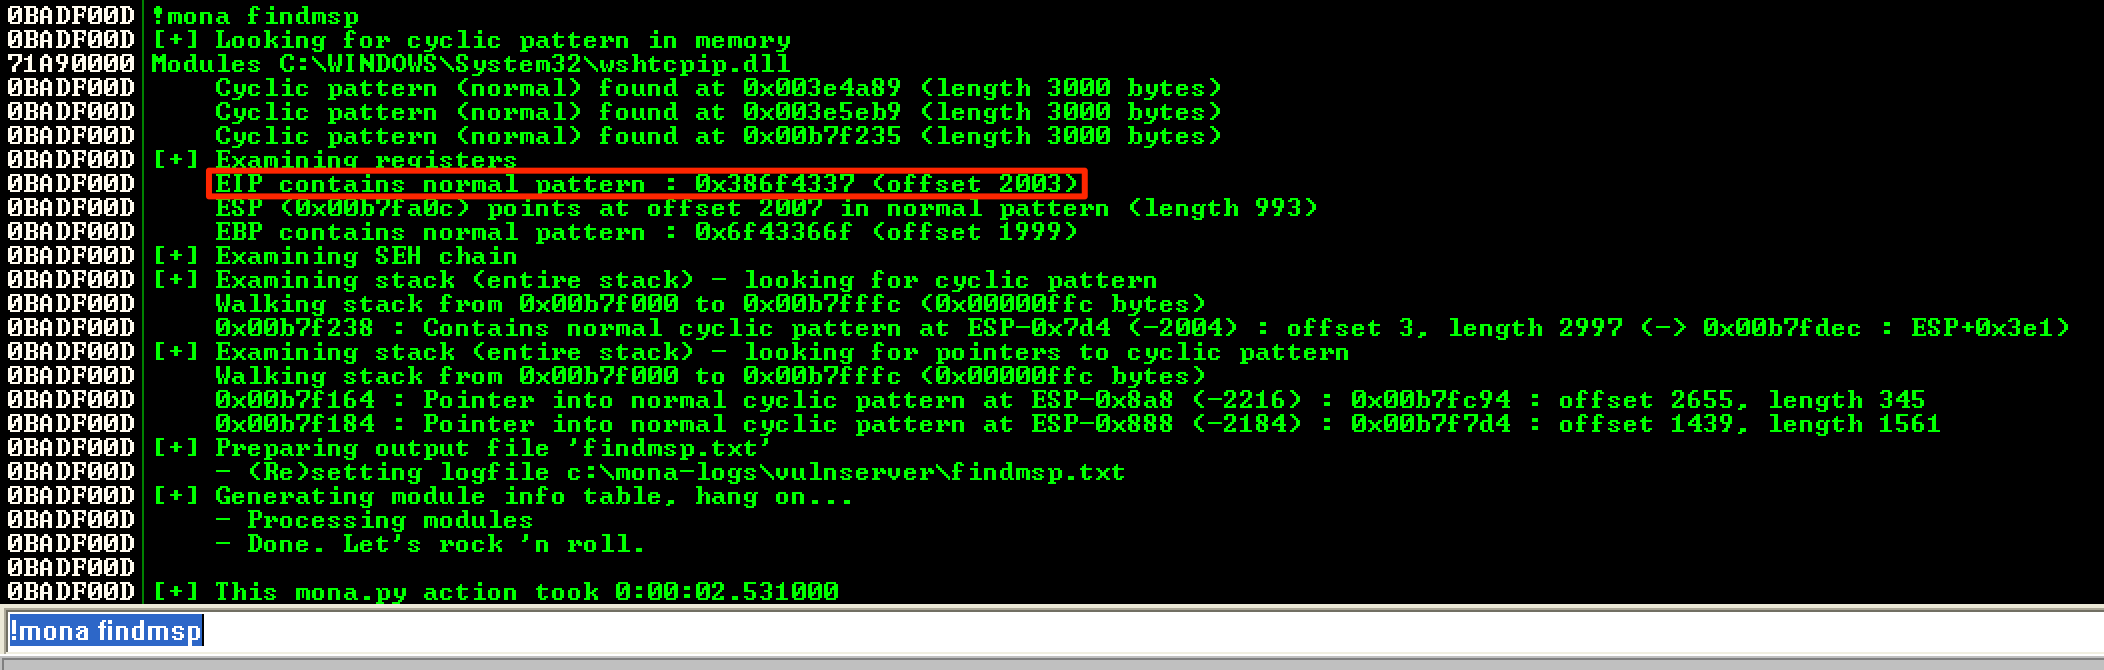 0BADF00D !mona findmsp
0BADF00D [+] Looking for cyclic pattern in memory
71A90000 Modules C:\WINDOWS\System32\wshtcpip.dll
0BADF00D Cyclic pattern (normal) found at 0x003e4a89 (length 3000 bytes)
0BADF00D Cyclic pattern (normal) found at 0x003e5eb9 (length 3000 bytes)
0BADF00D Cyclic pattern (normal) found at 0x00b7f235 (length 3000 bytes)
0BADF00D [+] Examining registers
0BADF00D EIP contains normal pattern : 0x386f4337 (offset 2003)
0BADF00D ESP (0x00b7fa0c) points at offset 2007 in normal pattern (length 993)
0BADF00D EBP contains normal pattern : 0x6f43366f (offset 1999)
0BADF00D [+] Examining SEH chain
0BADF00D [+] Examining stack (entire stack) - looking for cyclic pattern
0BADF00D Walking stack from 0x00b7f000 to 0x00b7fffc (0x00000ffc bytes)
0BADF00D 0x00b7f238 : Contains normal cyclic pattern at ESP-0x7d4 (-2004) : offset 3, length 2997 (-> 0x00b7fdec : ESP+0x3e1)
0BADF00D [+] Examining stack (entire stack) - looking for pointers to cyclic pattern
0BADF00D Walking stack from 0x00b7f000 to 0x00b7fffc (0x00000ffc bytes)
0BADF00D 0x00b7f164 : Pointer into normal cyclic pattern at ESP-0x8a8 (-2216) : 0x00b7fc94 : offset 2655, length 345
0BADF00D 0x00b7f184 : Pointer into normal cyclic pattern at ESP-0x888 (-2184) : 0x00b7f7d4 : offset 1439, length 1561
0BADF00D [+] Preparing output file 'findmsp.txt'
0BADF00D - (Re)setting logfile c:\mona-logs\vulnserver\findmsp.txt
0BADF00D [+] Generating module info table, hang on...
0BADF00D - Processing modules
0BADF00D - Done. Let's rock 'n roll.
0BADF00D
0BADF00D [+] This mona.py action took 0:00:02.531000
!mona findmsp